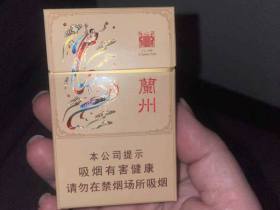 蘭州
本公司提示
吸烟有害健康
请勿在禁烟场所吸烟